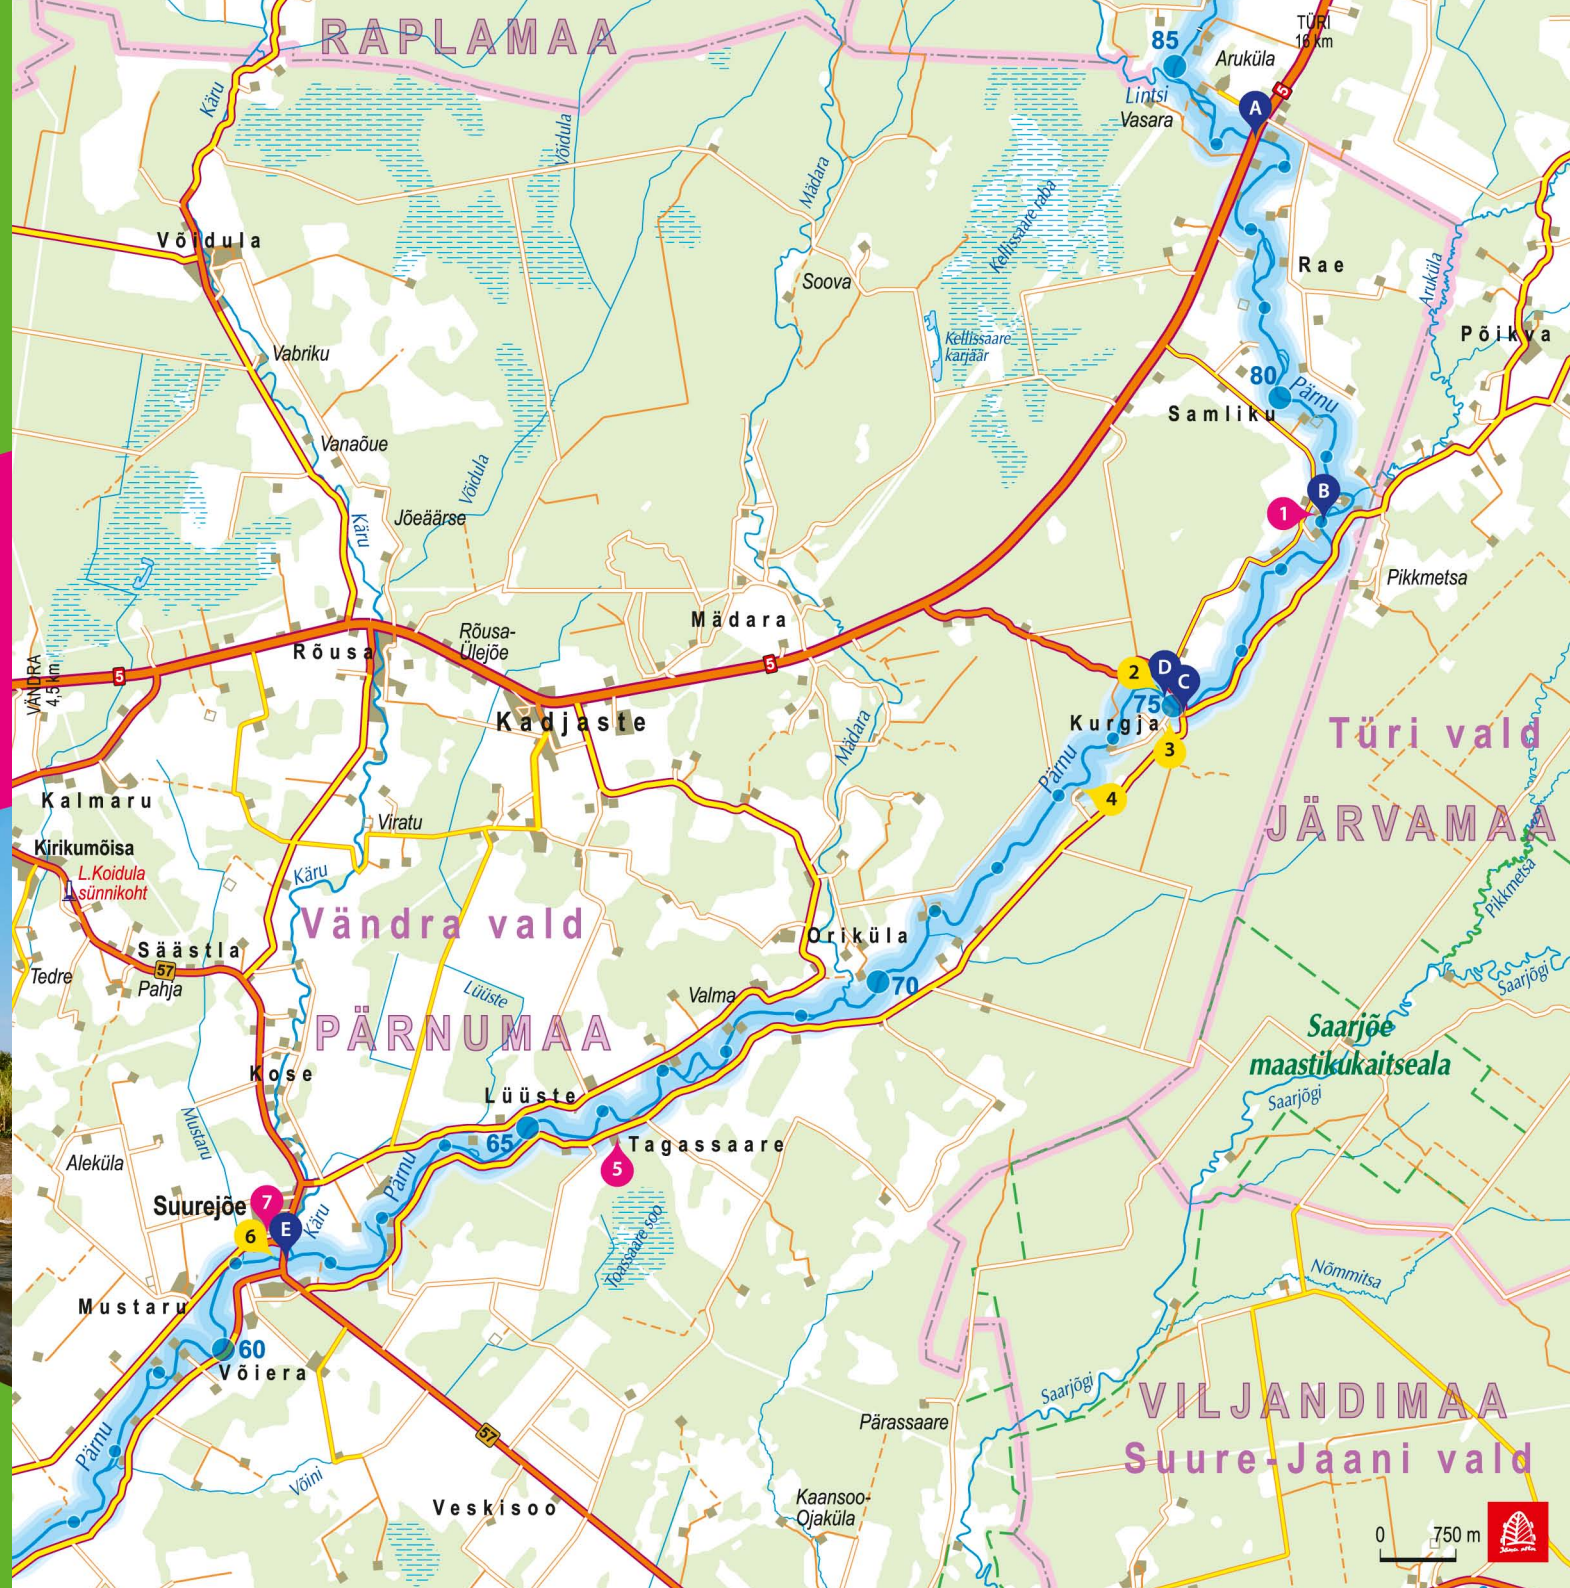 RAPLAMAA
TÜRI
16 km
85
Aruküla
5
A
Lintsi
Vasara
Käru
Võidula
Mädara
Kellissaare raba
Võidula
Rae
Aruküla
Soova
Põikva
Kellissaare
karjäär
Vabriku
80
Pärnu
Samliku
Vanaõue
Võidula
B
1
Jõeäärse
Käru
Pikkmetsa
Mädara
Rõusa-
Ülejõe
Rõusa
VÄNDRA
4,5 km
5
5
2
D
C
75
Kurgja
Kadjaste
Mädara
Türi vald
3
Pärnu
4
Kalmaru
JÄRVAMAA
Viratu
Kirikumõisa
L.Koidula
sünnikoht
Käru
Pikkmetsa
Vändra vald
Oriküla
Säästla
57
Tedre
Pahja
Lüüste
Valma
70
Saarjõgi
PÄRNUMAA
Saarjõe
maastikukaitseala
Kose
Lüüste
Saarjõgi
Mustaru
65
Tagassaare
5
Aleküla
Pärnu
Suurejõe
7
6
E
Käru
Toassaare soo
Nõmmitsa
Mustaru
60
Võiera
Saarjõgi
VILJANDIMAA
Pärassaare
57
Pärnu
Suure-Jaani vald
Võini
Veskisoo
Kaansoo-
Ojaküla
0 750 m